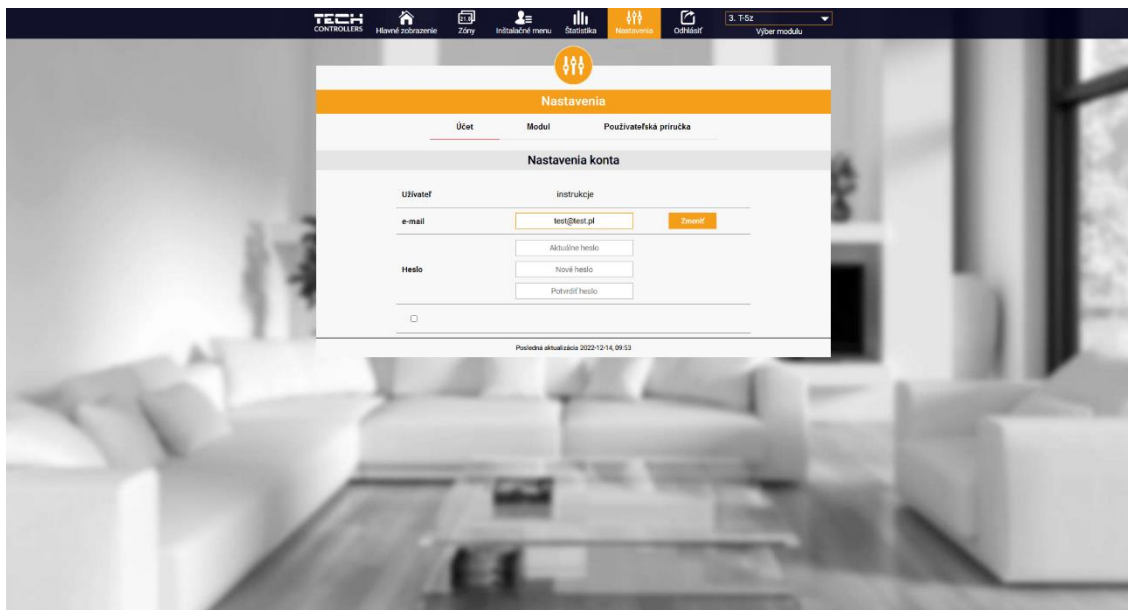 TECH
CONTROLLERS
Hlavné zobrazenie
21.0
Zóny
Inštalačné menu
Štatistika
Nastavenia
Odhlásiť
3. T-5z
Výber modulu
Nastavenia
Účet Modul Používateľská príručka
Nastavenia konta
Užívateľ instrukcje
e-mail test@test.pl Zmeniť
Aktuálne heslo
Heslo Nové heslo
Potvrdiť heslo
Posledná aktualizácia 2022-12-14, 09:53